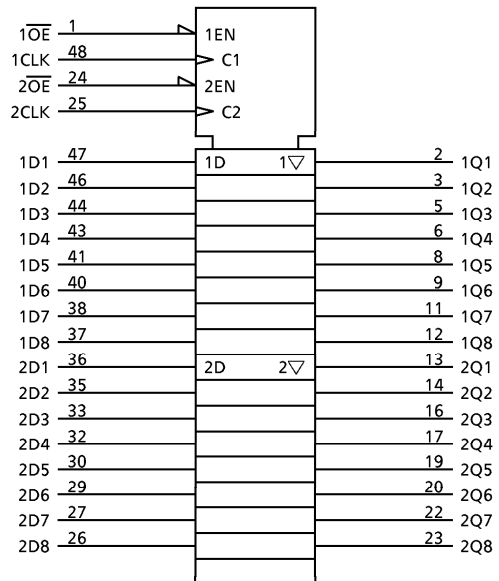 1O̅E̅ 1 1EN
1CLK 48 C1
2O̅E̅ 24 2EN
2CLK 25 C2
1D1 47 1D 1▽ 2 1Q1
1D2 46 3 1Q2
1D3 44 5 1Q3
1D4 43 6 1Q4
1D5 41 8 1Q5
1D6 40 9 1Q6
1D7 38 11 1Q7
1D8 37 12 1Q8
2D1 36 2D 2▽ 13 2Q1
2D2 35 14 2Q2
2D3 33 16 2Q3
2D4 32 17 2Q4
2D5 30 19 2Q5
2D6 29 20 2Q6
2D7 27 22 2Q7
2D8 26 23 2Q8